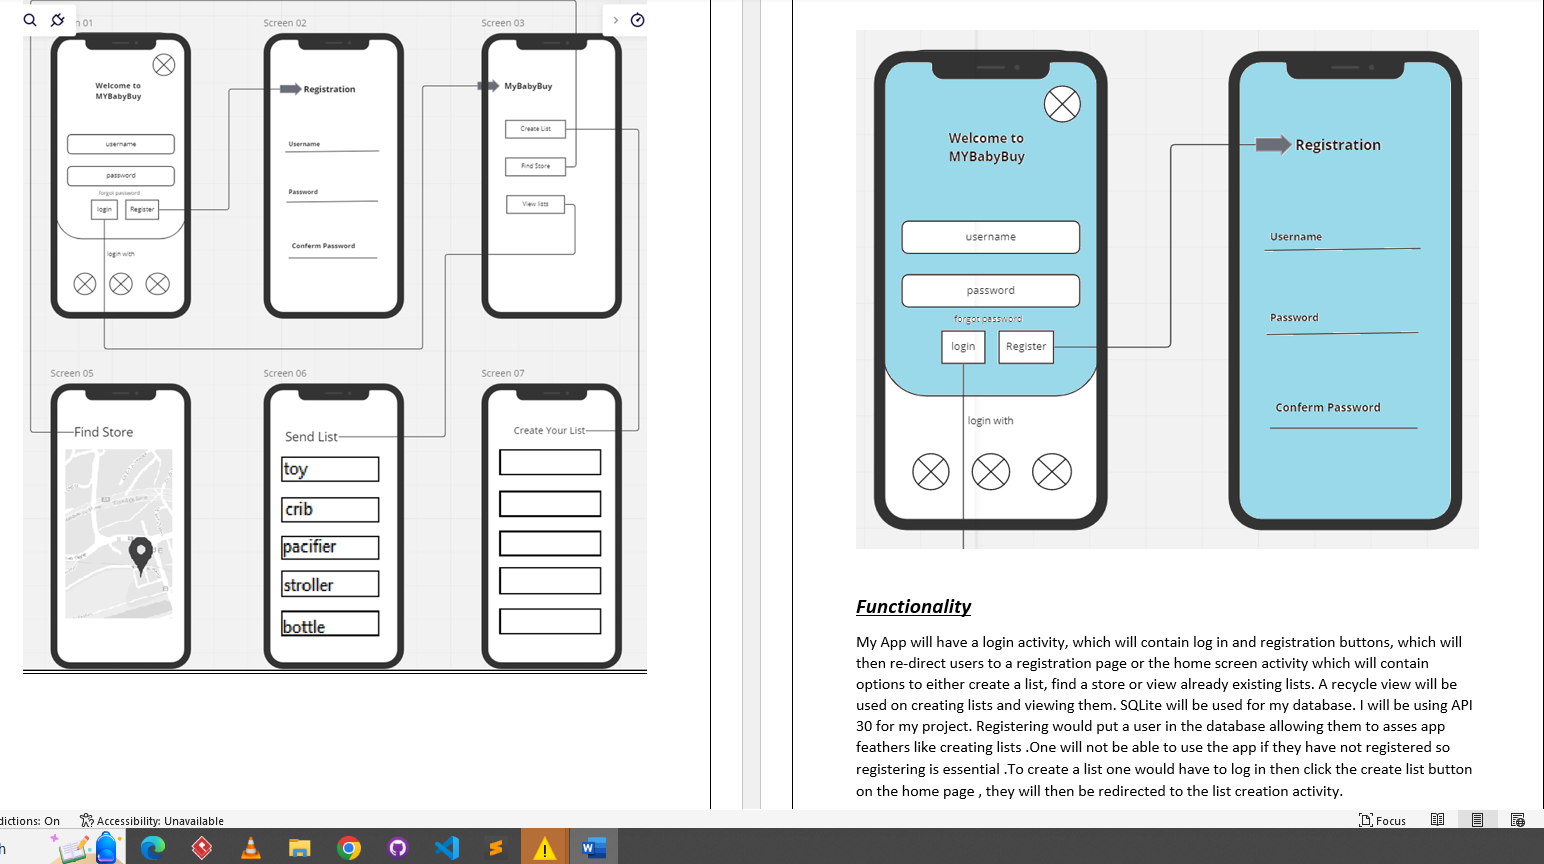 n 01
Screen 02
Screen 03
Welcome to
MYBabyBuy
username
password
forgot password
login
Register
login with
Registration
Username
Password
Conferm Password
MyBabyBuy
Create List
Find Store
View lists
Screen 05
Screen 06
Screen 07
Find Store
Send List
toy
crib
pacifier
stroller
bottle
Create Your List
Welcome to
MYBabyBuy
username
password
forgot password
login
Register
login with
Registration
Username
Password
Conferm Password
Functionality
My App will have a login activity, which will contain log in and registration buttons, which will
then re-direct users to a registration page or the home screen activity which will contain
options to either create a list, find a store or view already existing lists. A recycle view will be
used on creating lists and viewing them. SQLite will be used for my database. I will be using API
30 for my project. Registering would put a user in the database allowing them to asses app
feathers like creating lists .One will not be able to use the app if they have not registered so
registering is essential .To create a list one would have to log in then click the create list button
on the home page , they will then be redirected to the list creation activity.
dictions: On
Accessibility: Unavailable
Focus
h